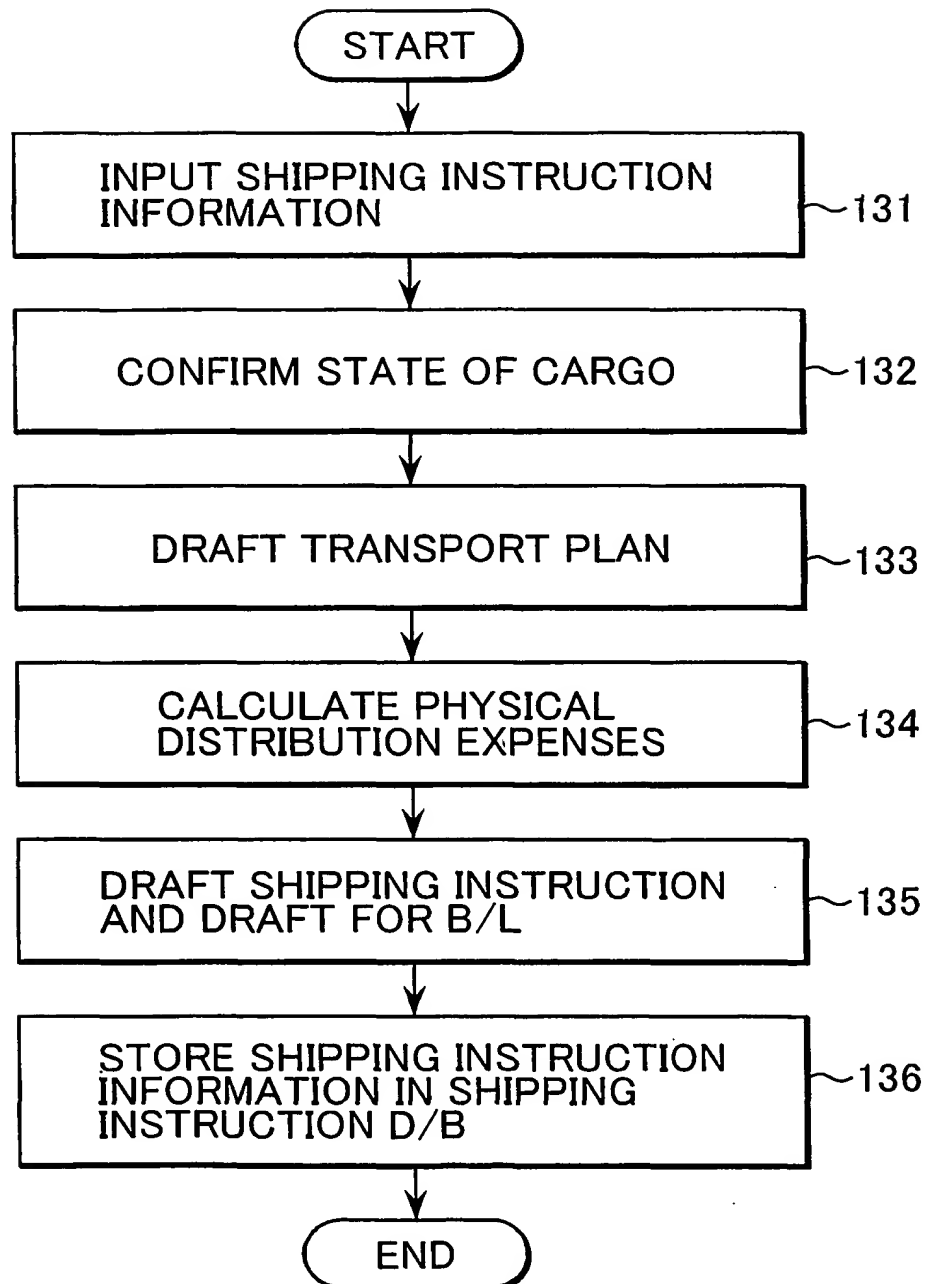 START
INPUT SHIPPING INSTRUCTION
INFORMATION
131
CONFIRM STATE OF CARGO
132
DRAFT TRANSPORT PLAN
133
CALCULATE PHYSICAL
DISTRIBUTION EXPENSES
134
DRAFT SHIPPING INSTRUCTION
AND DRAFT FOR B/L
135
STORE SHIPPING INSTRUCTION
INFORMATION IN SHIPPING
INSTRUCTION D/B
136
END